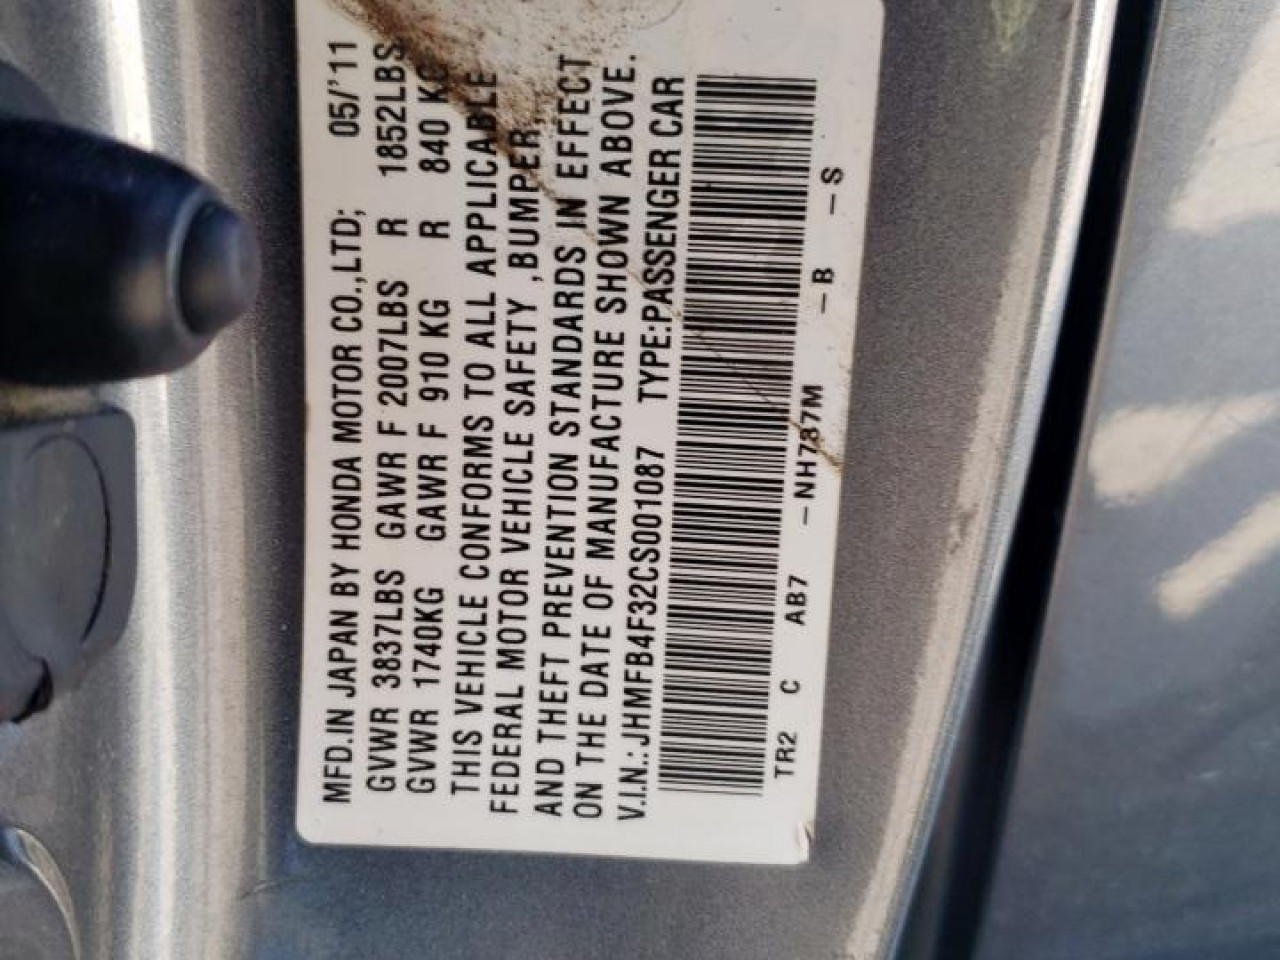 MFD.IN JAPAN BY HONDA MOTOR CO.,LTD; 05/'11
GVWR 3837LBS GAWR F 2007LBS R 1852LBS
GVWR 1740KG GAWR F 910 KG R 840 KG
THIS VEHICLE CONFORMS TO ALL APPLICABLE
FEDERAL MOTOR VEHICLE SAFETY ,BUMPER,
AND THEFT PREVENTION STANDARDS IN EFFECT
ON THE DATE OF MANUFACTURE SHOWN ABOVE.
V.I.N.: JHMFB4F32CS001087 TYPE:PASSENGER CAR
TR2 C AB7 -NH737M -B -S